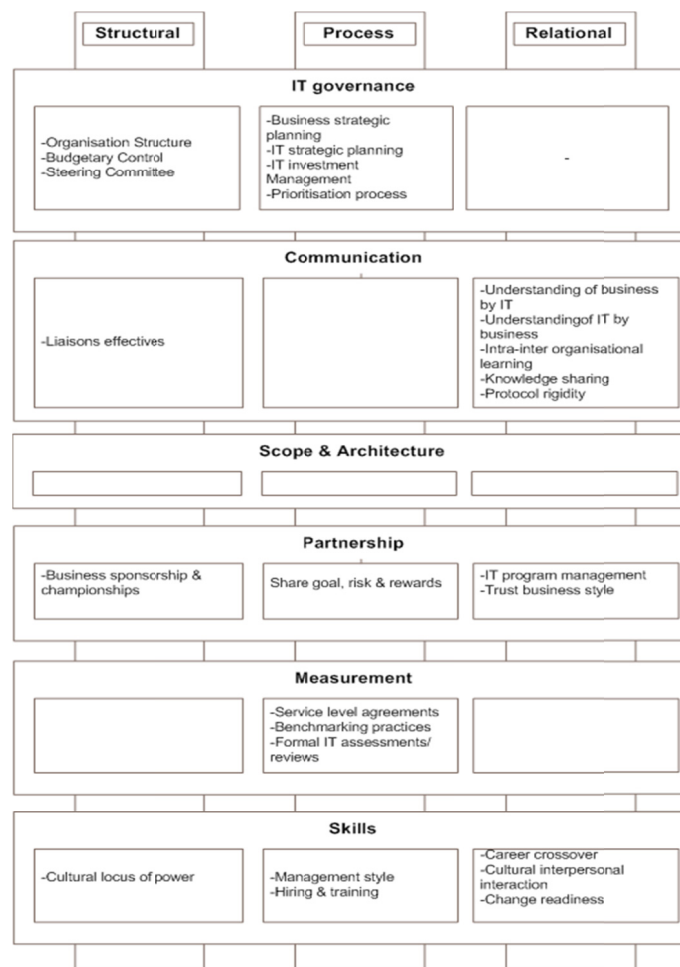 Structural
Process
Relational
IT governance
-Organisation Structure
-Budgetary Control
-Steering Committee
-Business strategic
planning
-IT strategic planning
-IT investment
Management
-Prioritisation process
-
Communication
-Liaisons effectives
-Understanding of business
by IT
-Understandingof IT by
business
-Intra-inter organisational
learning
-Knowledge sharing
-Protocol rigidity
Scope & Architecture
Partnership
-Business sponsorship &
championships
Share goal, risk & rewards
-IT program management
-Trust business style
Measurement
-Service level agreements
-Benchmarking practices
-Formal IT assessments/
reviews
Skills
-Cultural locus of power
-Management style
-Hiring & training
-Career crossover
-Cultural interpersonal
interaction
-Change readiness